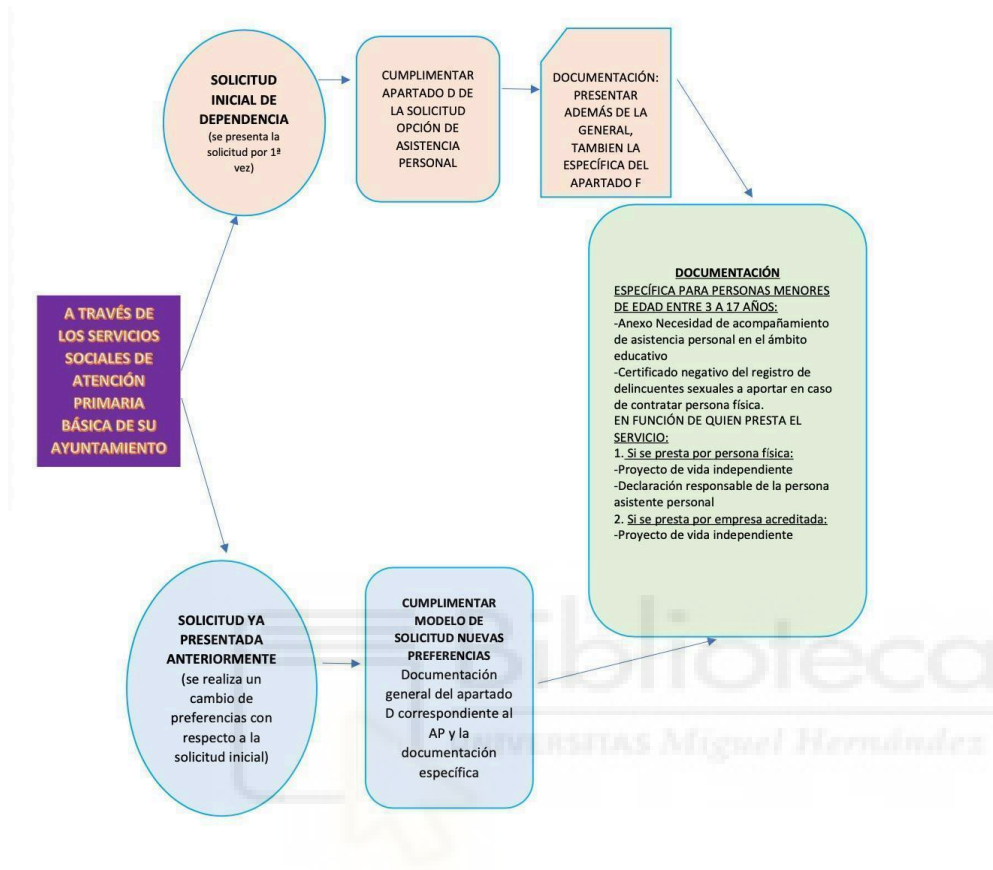 A TRAVÉS DE
LOS SERVICIOS
SOCIALES DE
ATENCIÓN
PRIMARIA
BÁSICA DE SU
AYUNTAMIENTO
SOLICITUD
INICIAL DE
DEPENDENCIA
(se presenta la
solicitud por 1ª
vez)
CUMPLIMENTAR
APARTADO D DE
LA SOLICITUD
OPCIÓN DE
ASISTENCIA
PERSONAL
DOCUMENTACIÓN:
PRESENTAR
ADEMÁS DE LA
GENERAL,
TAMBIEN LA
ESPECÍFICA DEL
APARTADO F
SOLICITUD YA
PRESENTADA
ANTERIORMENTE
(se realiza un
cambio de
preferencias con
respecto a la
solicitud inicial)
CUMPLIMENTAR
MODELO DE
SOLICITUD NUEVAS
PREFERENCIAS
Documentación
general del apartado
D correspondiente al
AP y la
documentación
específica
DOCUMENTACIÓN
ESPECÍFICA PARA PERSONAS MENORES
DE EDAD ENTRE 3 A 17 AÑOS:
-Anexo Necesidad de acompañamiento
de asistencia personal en el ámbito
educativo
-Certificado negativo del registro de
delincuentes sexuales a aportar en caso
de contratar persona física.
EN FUNCIÓN DE QUIEN PRESTA EL
SERVICIO:
1. Si se presta por persona física:
-Proyecto de vida independiente
-Declaración responsable de la persona
asistente personal
2. Si se presta por empresa acreditada:
-Proyecto de vida independiente
Biblioteca
UNIVERSITAS Miguel Hernández